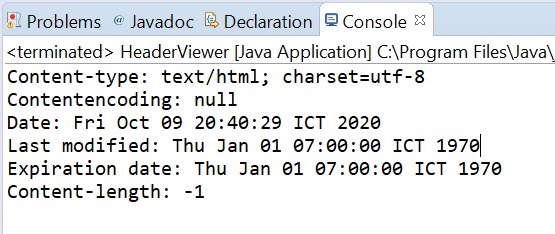 Problems @ Javadoc Declaration Console
<terminated> HeaderViewer [Java Application] C:\Program Files\Java\
Content-type: text/html; charset=utf-8
Contentencoding: null
Date: Fri Oct 09 20:40:29 ICT 2020
Last modified: Thu Jan 01 07:00:00 ICT 1970
Expiration date: Thu Jan 01 07:00:00 ICT 1970
Content-length: -1